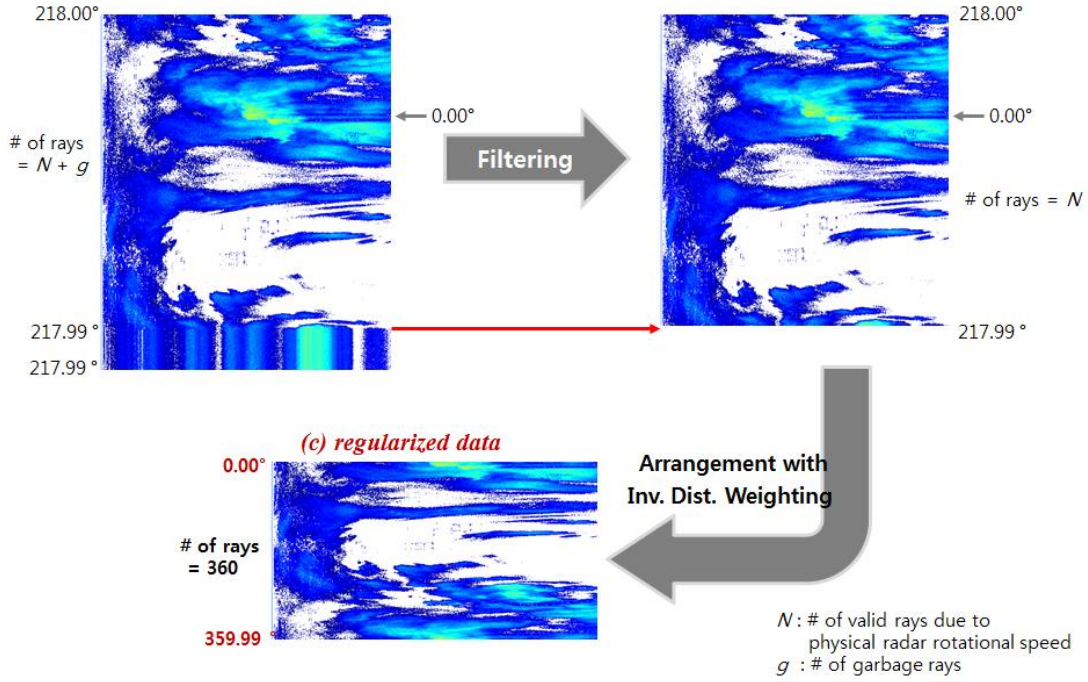 218.00°
218.00°
0.00°
0.00°
# of rays
= N + g
Filtering
# of rays = N
217.99 °
217.99 °
217.99 °
(c) regularized data
0.00°
Arrangement with
Inv. Dist. Weighting
# of rays
= 360
359.99 °
N : # of valid rays due to
physical radar rotational speed
g : # of garbage rays